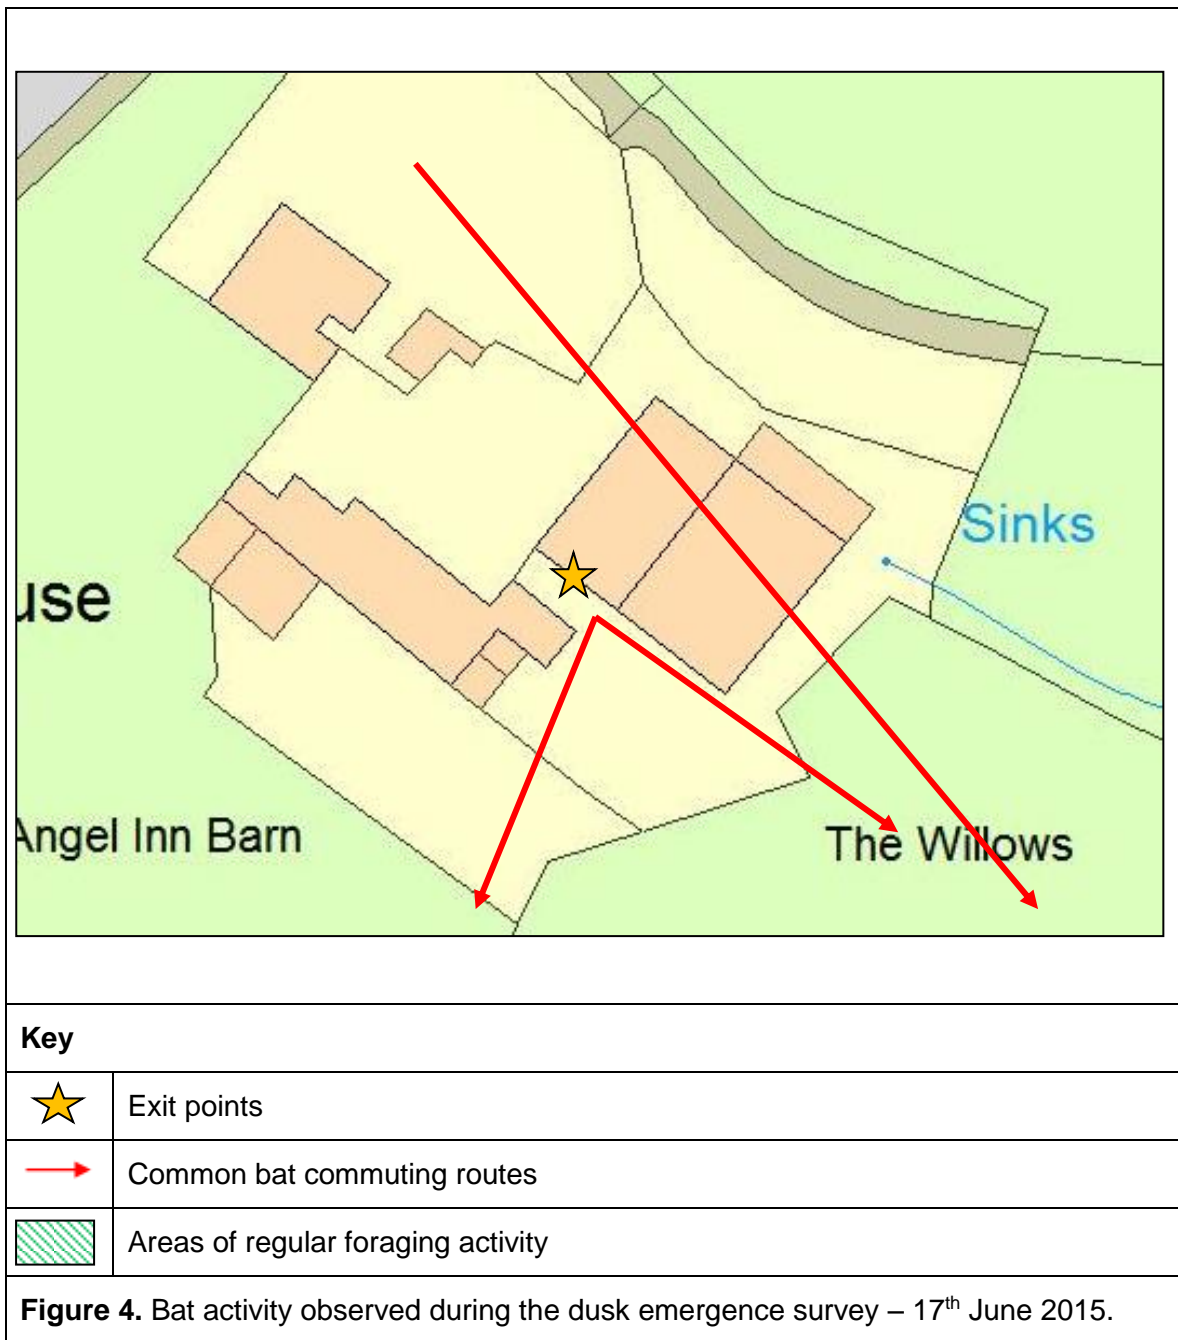 Sinks
use
Angel Inn Barn
The Willows
Key
Exit points
Common bat commuting routes
Areas of regular foraging activity
Figure 4. Bat activity observed during the dusk emergence survey – 17th June 2015.